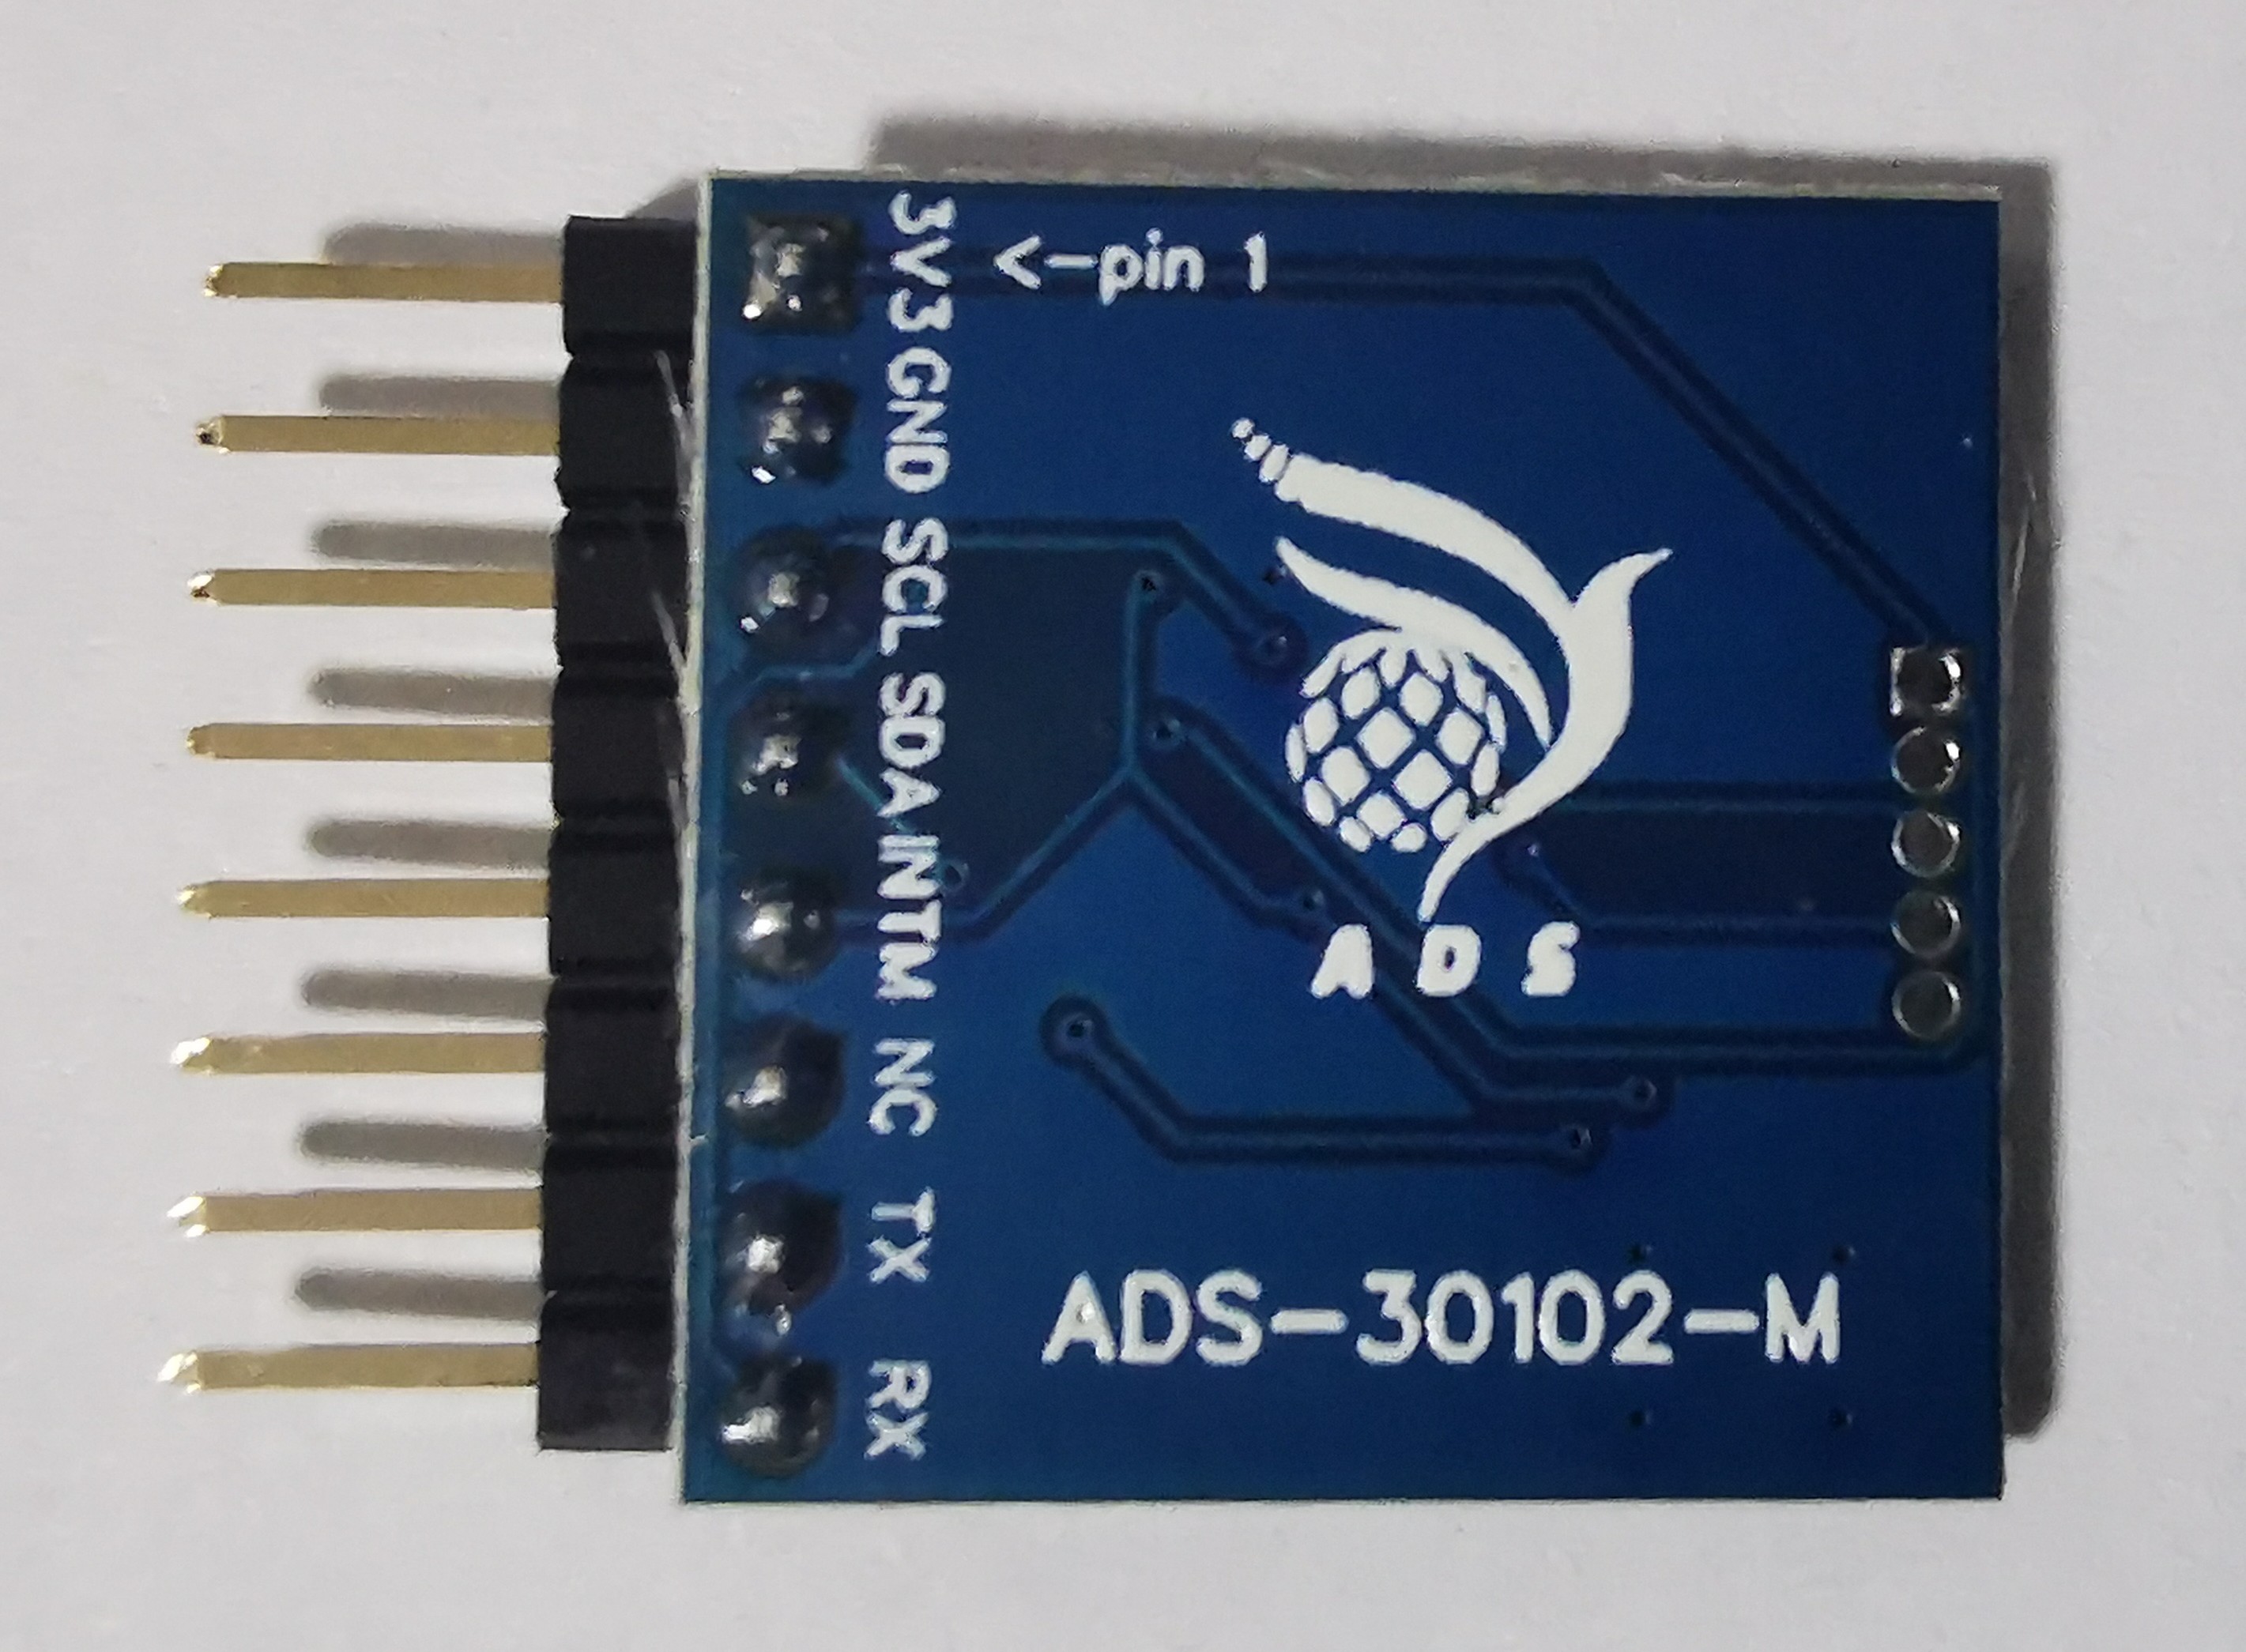 3V3 GND SCL SDA INTM NC TX RX
<-pin 1
ADS
ADS-30102-M